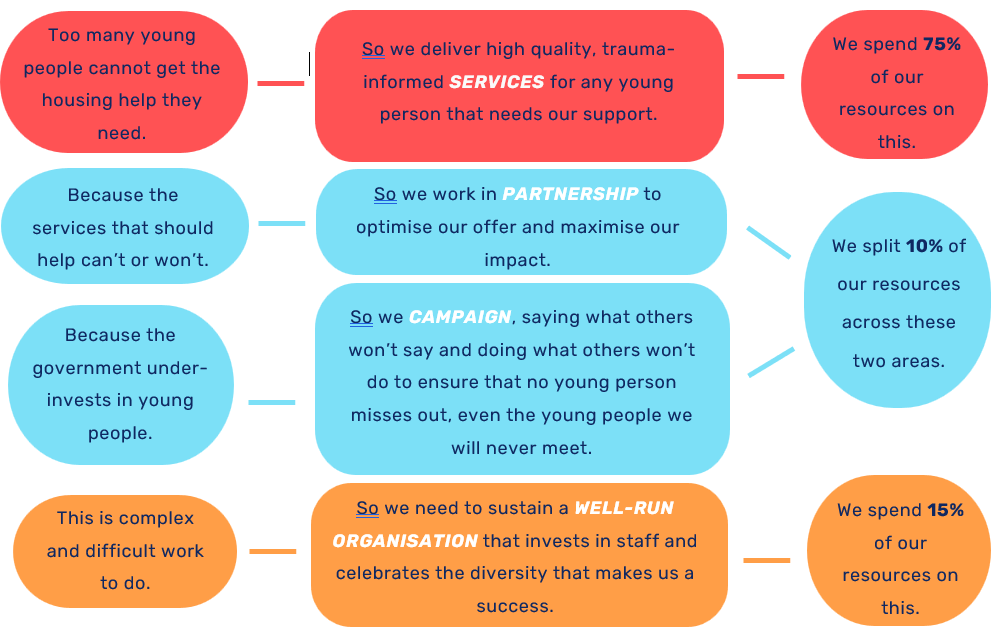 Too many young
people cannot get the
housing help they
need.
So we deliver high quality, trauma-
informed SERVICES for any young
person that needs our support.
We spend 75%
of our
resources on
this.
Because the
services that should
help can’t or won’t.
So we work in PARTNERSHIP to
optimise our offer and maximise our
impact.
We split 10% of
our resources
across these
two areas.
Because the
government under-
invests in young
people.
So we CAMPAIGN, saying what others
won’t say and doing what others won’t
do to ensure that no young person
misses out, even the young people we
will never meet.
This is complex
and difficult work
to do.
So we need to sustain a WELL-RUN
ORGANISATION that invests in staff and
celebrates the diversity that makes us a
success.
We spend 15%
of our
resources on
this.